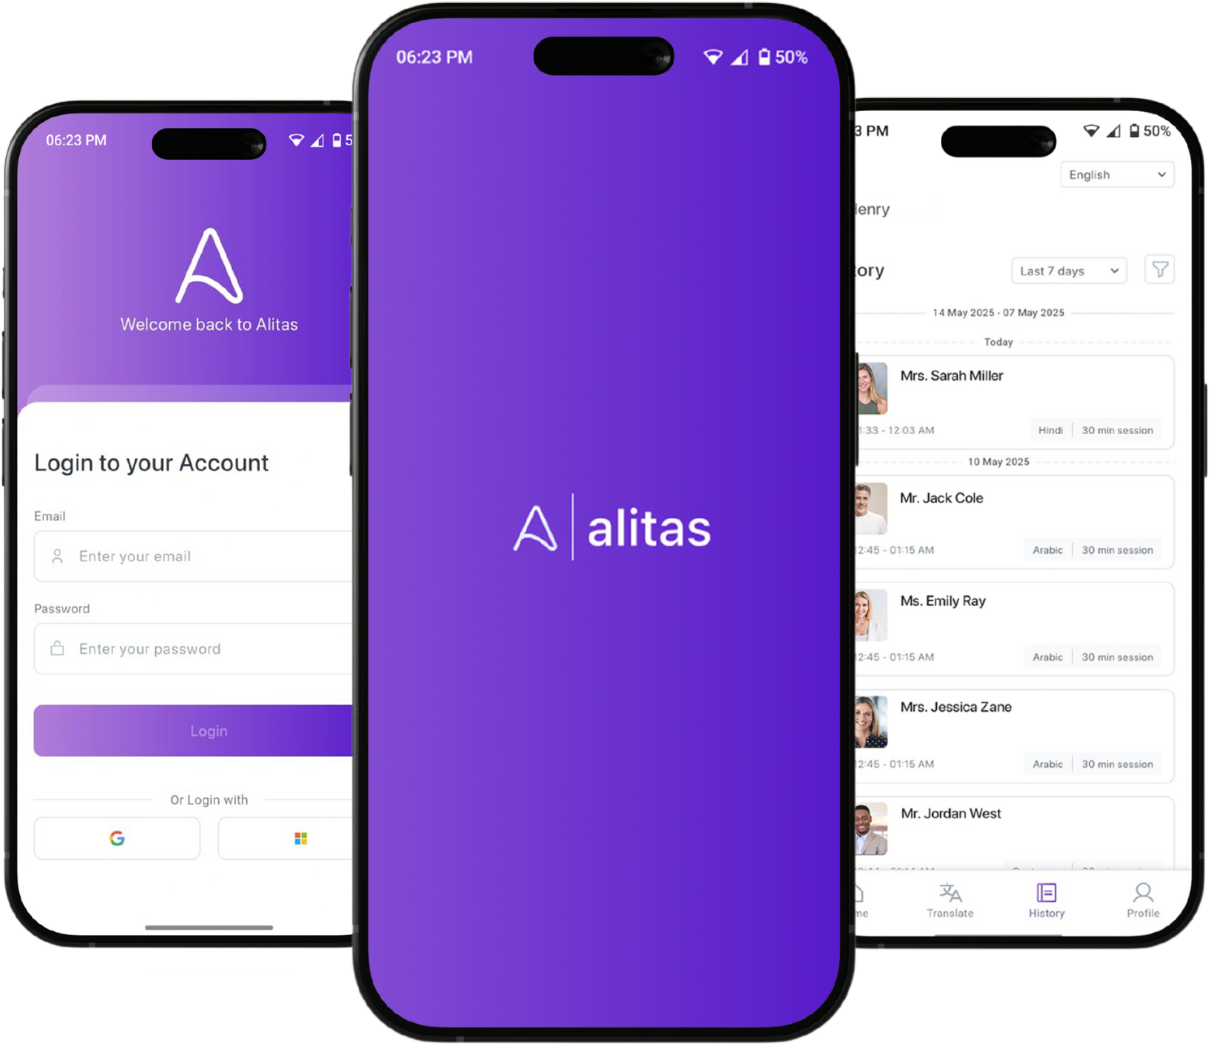 06:23 PM
Welcome back to Alitas
Login to your Account
Email
Enter your email
Password
Enter your password
Login
Or Login with
06:23 PM 50%
alitas
3 PM 50%
English
enry
ory
Last 7 days
14 May 2025 - 07 May 2025
Today
Mrs. Sarah Miller
1:33 - 12:03 AM Hindi 30 min session
10 May 2025
Mr. Jack Cole
12:45 - 01:15 AM Arabic 30 min session
Ms. Emily Ray
12:45 - 01:15 AM Arabic 30 min session
Mrs. Jessica Zane
12:45 - 01:15 AM Arabic 30 min session
Mr. Jordan West
me Translate History Profile